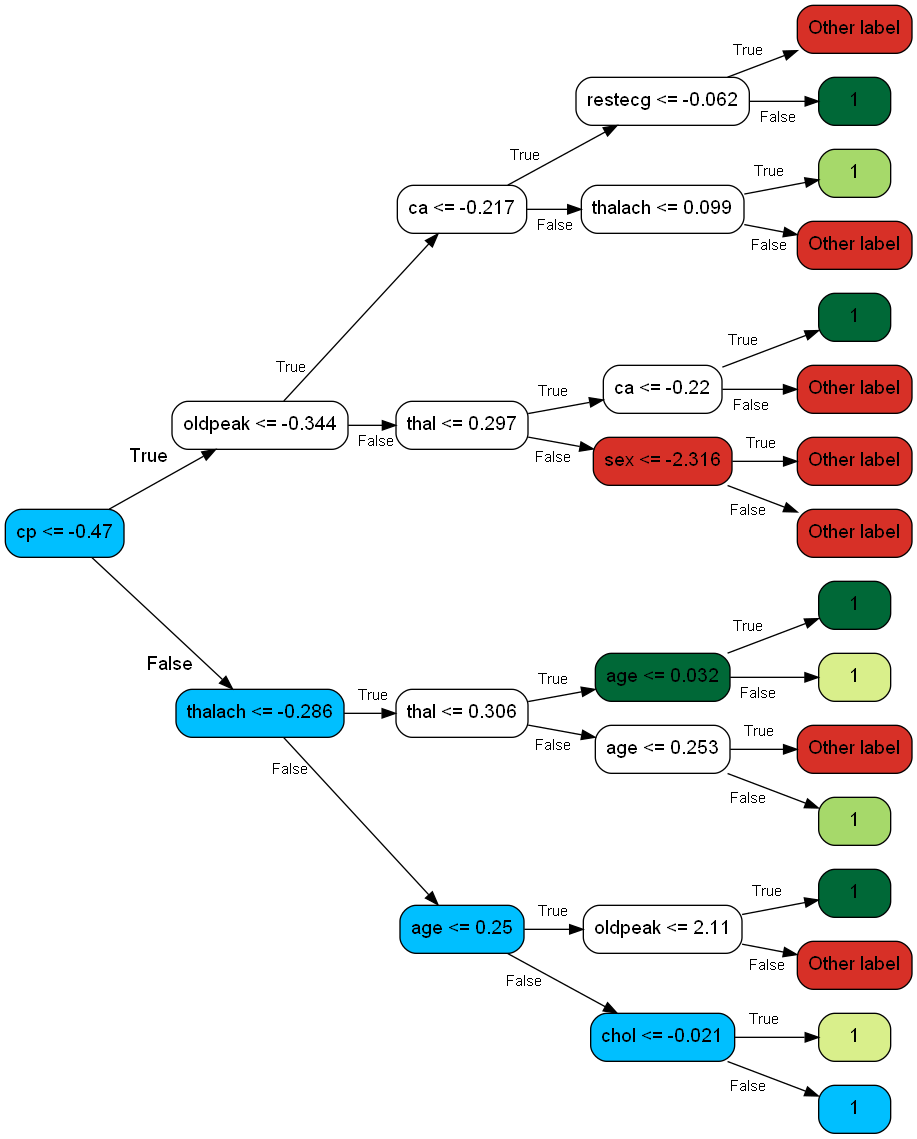 Other label
True
restecg <= -0.062
1
False
True
True
1
ca <= -0.217
thalach <= 0.099
False
Other label
False
1
True
True
ca <= -0.22
Other label
True
False
oldpeak <= -0.344
thal <= 0.297
False
True
True
False
sex <= -2.316
Other label
False
Other label
cp <= -0.47
1
True
False
True
age <= 0.032
1
False
True
thalach <= -0.286
thal <= 0.306
True
False
age <= 0.253
Other label
False
False
1
True
1
True
age <= 0.25
oldpeak <= 2.11
False
Other label
False
True
chol <= -0.021
1
False
1